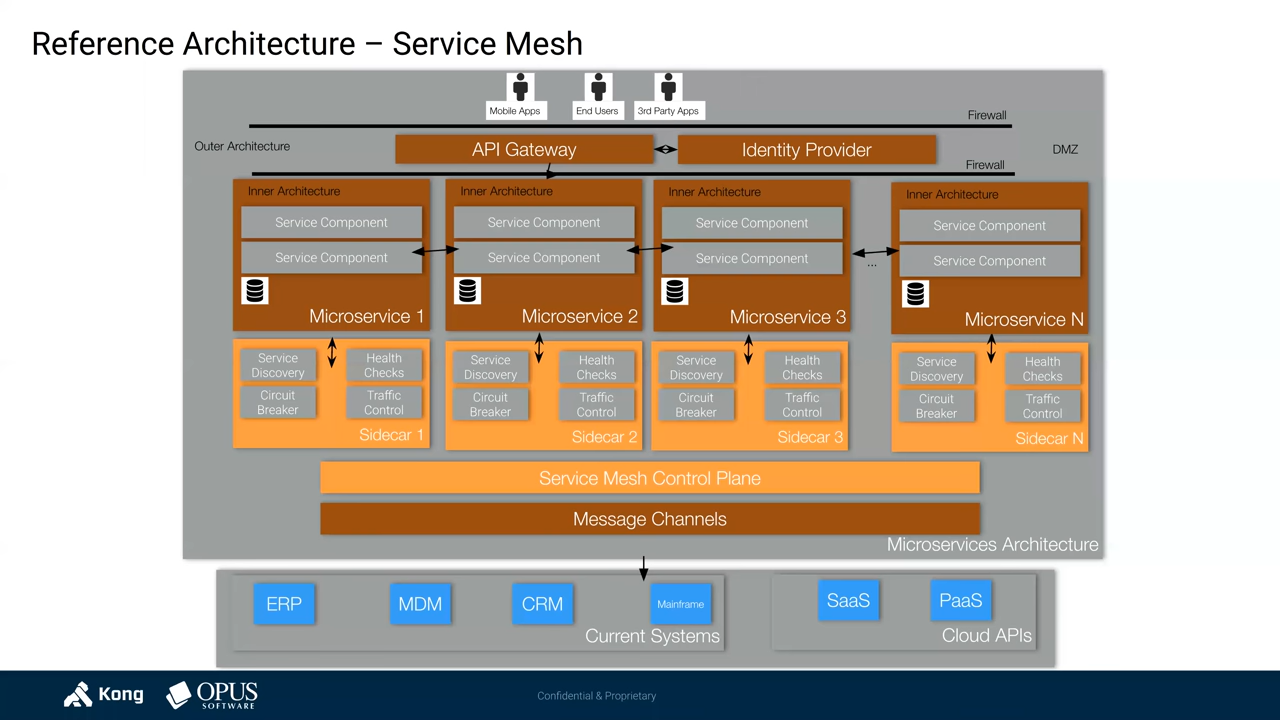 Reference Architecture – Service Mesh
Mobile Apps
End Users
3rd Party Apps
Firewall
Outer Architecture
API Gateway
Identity Provider
DMZ
Firewall
Inner Architecture
Service Component
Service Component
Microservice 1
Inner Architecture
Service Component
Service Component
Microservice 2
Inner Architecture
Service Component
Service Component
Microservice 3
...
Inner Architecture
Service Component
Service Component
Microservice N
Service
Discovery
Health
Checks
Circuit
Breaker
Traffic
Control
Sidecar 1
Service
Discovery
Health
Checks
Circuit
Breaker
Traffic
Control
Sidecar 2
Service
Discovery
Health
Checks
Circuit
Breaker
Traffic
Control
Sidecar 3
Service
Discovery
Health
Checks
Circuit
Breaker
Traffic
Control
Sidecar N
Service Mesh Control Plane
Message Channels
Microservices Architecture
ERP
MDM
CRM
Mainframe
Current Systems
SaaS
PaaS
Cloud APIs
Kong
OPUS
SOFTWARE
Confidential & Proprietary